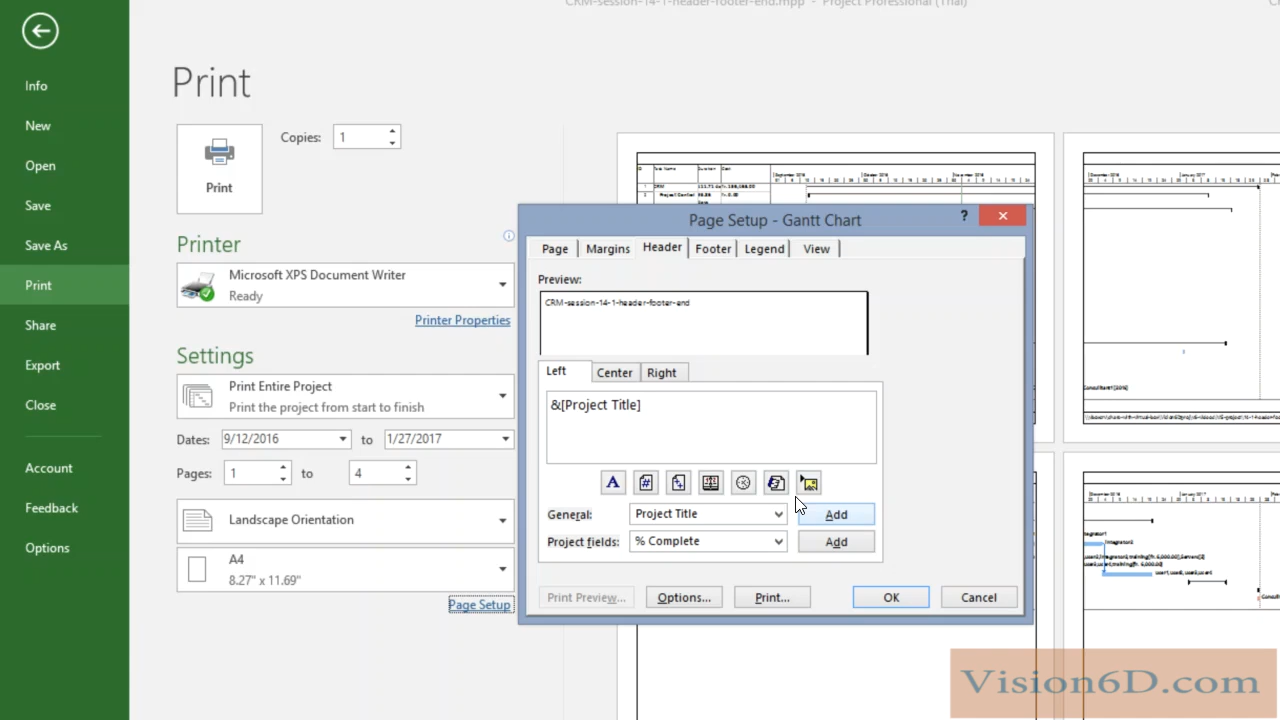 CRM-session-14-1-header-footer-end.mpp - Project Professional (Trial)
Info
New
Open
Save
Save As
Print
Share
Export
Close
Account
Feedback
Options
Print
Print
Copies: 1
Printer
Microsoft XPS Document Writer
Ready
Printer Properties
Settings
Print Entire Project
Print the project from start to finish
Dates: 9/12/2016 to 1/27/2017
Pages: 1 to 4
Landscape Orientation
A4
8.27" x 11.69"
Page Setup
Page Setup - Gantt Chart
?
Page Margins Header Footer Legend View
Preview:
CRM-session-14-1-header-footer-end
Left Center Right
&[Project Title]
General: Project Title Add
Project fields: % Complete Add
Print Preview... Options... Print... OK Cancel
Vision6D.com